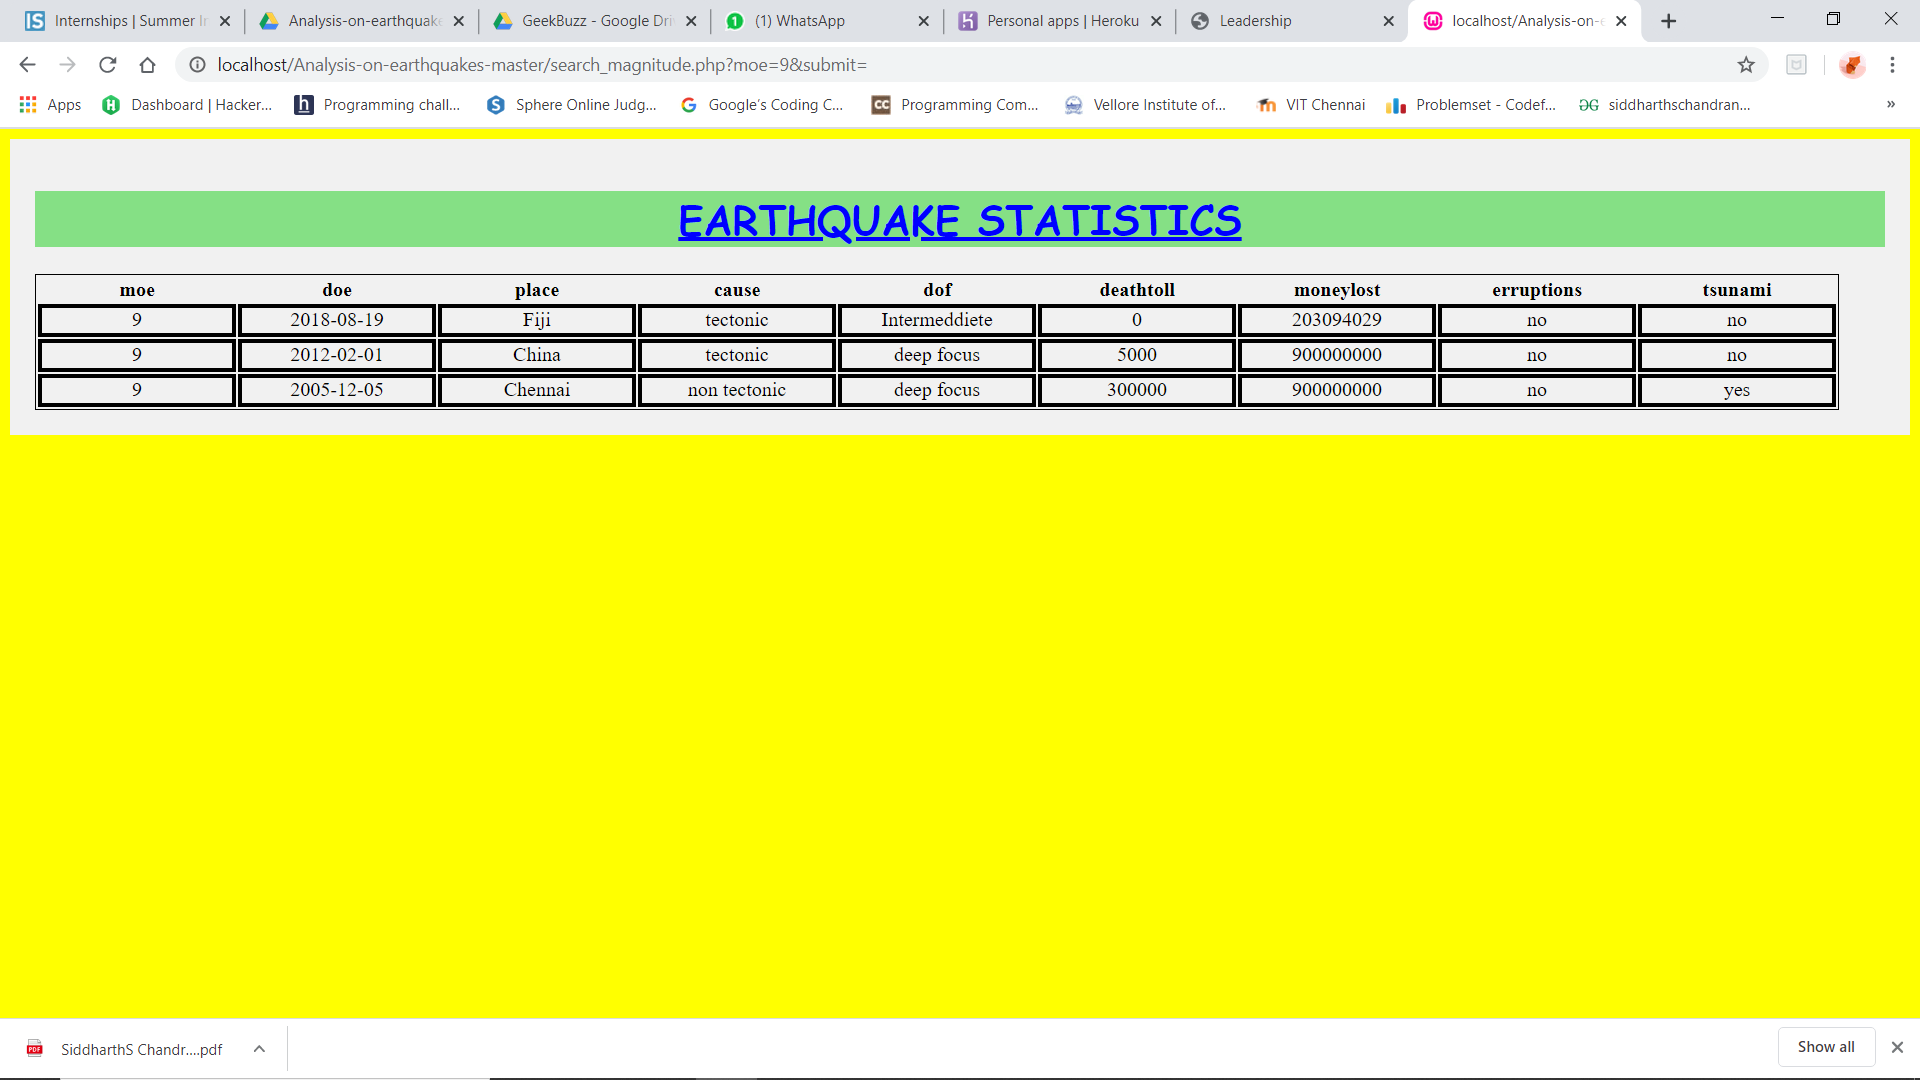 Internships | Summer In
Analysis-on-earthquake
GeekBuzz - Google Dri
(1) WhatsApp
Personal apps | Heroku
Leadership
localhost/Analysis-on-e
localhost/Analysis-on-earthquakes-master/search_magnitude.php?moe=9&submit=
Apps
Dashboard | Hacker...
Programming chall...
Sphere Online Judg...
Google's Coding C...
Programming Com...
Vellore Institute of...
VIT Chennai
Problemset - Codef...
siddharthschandran...
»
EARTHQUAKE STATISTICS
moe doe place cause dof deathtoll moneylost erruptions tsunami
9 2018-08-19 Fiji tectonic Intermeddiete 0 203094029 no no
9 2012-02-01 China tectonic deep focus 5000 900000000 no no
9 2005-12-05 Chennai non tectonic deep focus 300000 900000000 no yes
SiddharthS Chandr....pdf
Show all